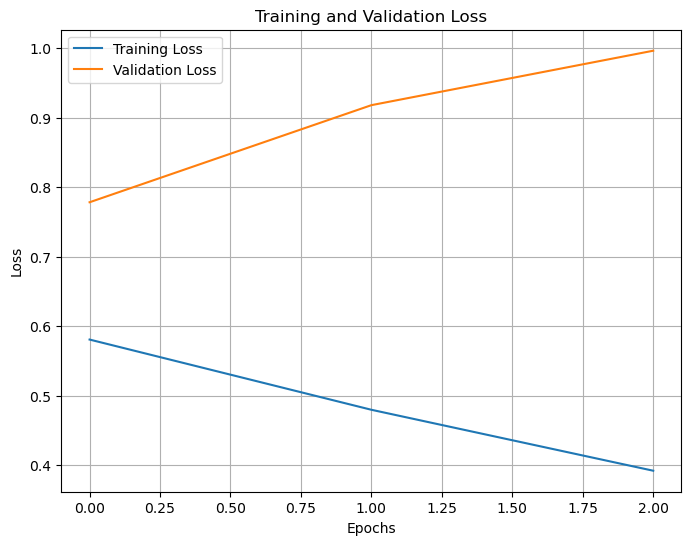 Training and Validation Loss
Training Loss
Validation Loss
1.0
0.9
0.8
0.7
0.6
0.5
0.4
Loss
0.00 0.25 0.50 0.75 1.00 1.25 1.50 1.75 2.00
Epochs